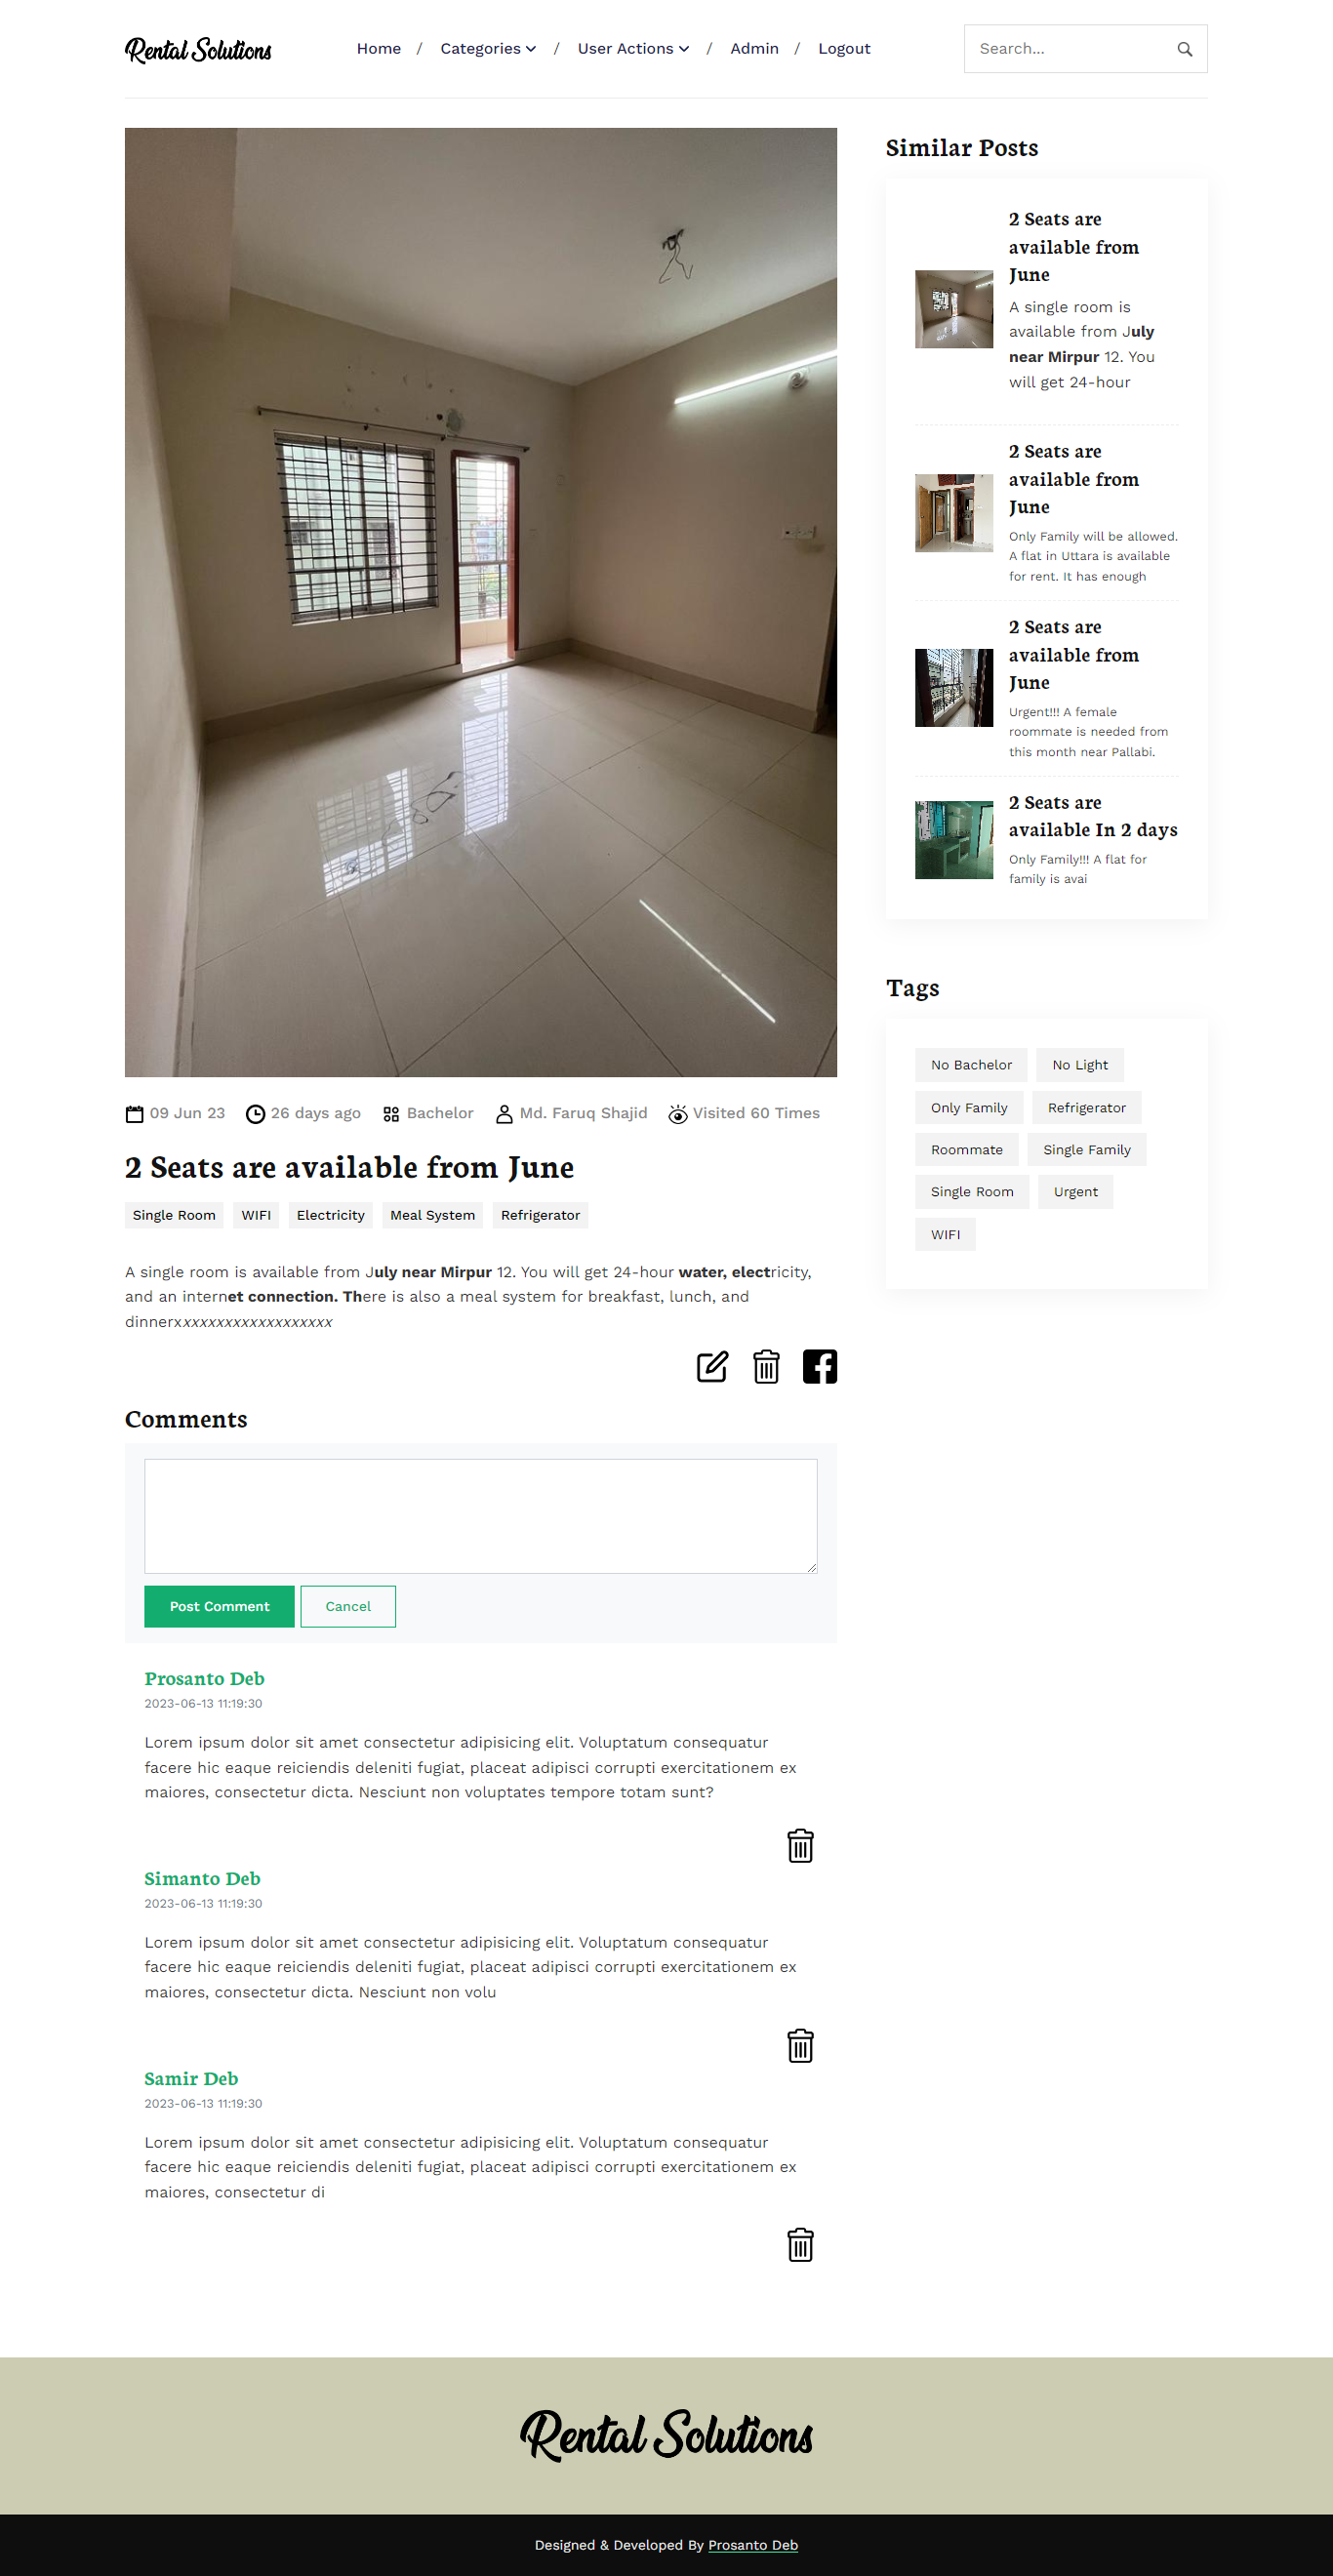 Rental Solutions
Home / Categories / User Actions / Admin / Logout
Search...
09 Jun 23 26 days ago Bachelor Md. Faruq Shajid Visited 60 Times
2 Seats are available from June
Single Room WIFI Electricity Meal System Refrigerator
A single room is available from July near Mirpur 12. You will get 24-hour water, electricity,
and an internet connection. There is also a meal system for breakfast, lunch, and
dinnerxxxxxxxxxxxxxxxxxxx
Comments
Post Comment Cancel
Prosanto Deb
2023-06-13 11:19:30
Lorem ipsum dolor sit amet consectetur adipisicing elit. Voluptatum consequatur
facere hic eaque reiciendis deleniti fugiat, placeat adipisci corrupti exercitationem ex
maiores, consectetur dicta. Nesciunt non voluptates tempore totam sunt?
Simanto Deb
2023-06-13 11:19:30
Lorem ipsum dolor sit amet consectetur adipisicing elit. Voluptatum consequatur
facere hic eaque reiciendis deleniti fugiat, placeat adipisci corrupti exercitationem ex
maiores, consectetur dicta. Nesciunt non volu
Samir Deb
2023-06-13 11:19:30
Lorem ipsum dolor sit amet consectetur adipisicing elit. Voluptatum consequatur
facere hic eaque reiciendis deleniti fugiat, placeat adipisci corrupti exercitationem ex
maiores, consectetur di
Similar Posts
2 Seats are
available from
June
A single room is
available from July
near Mirpur 12. You
will get 24-hour
2 Seats are
available from
June
Only Family will be allowed.
A flat in Uttara is available
for rent. It has enough
2 Seats are
available from
June
Urgent!!! A female
roommate is needed from
this month near Pallabi.
2 Seats are
available In 2 days
Only Family!!! A flat for
family is avai
Tags
No Bachelor No Light
Only Family Refrigerator
Roommate Single Family
Single Room Urgent
WIFI
Rental Solutions
Designed & Developed By Prosanto Deb